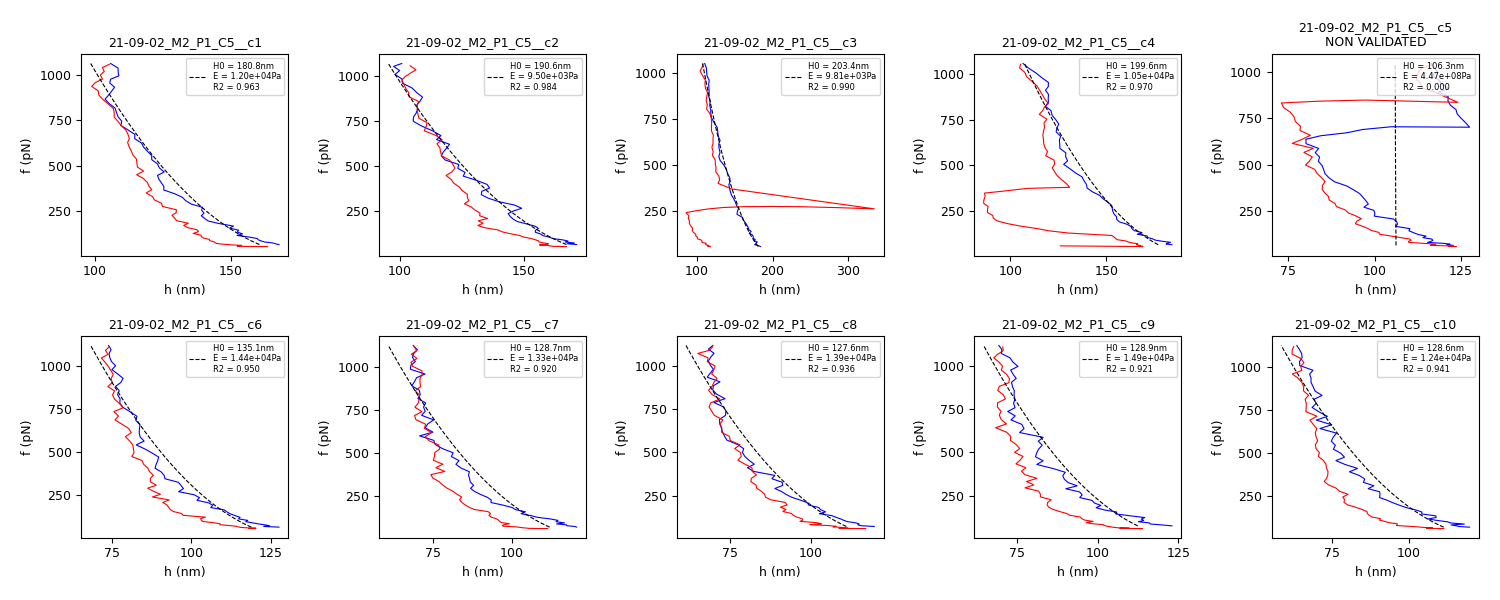 21-09-02_M2_P1_C5__c1
H0 = 180.8nm
E = 1.20e+04Pa
R2 = 0.963
1000
750
500
250
f (pN)
100 150
h (nm)
21-09-02_M2_P1_C5__c2
H0 = 190.6nm
E = 9.50e+03Pa
R2 = 0.984
1000
750
500
250
f (pN)
100 150
h (nm)
21-09-02_M2_P1_C5__c3
H0 = 203.4nm
E = 9.81e+03Pa
R2 = 0.990
1000
750
500
250
f (pN)
100 200 300
h (nm)
21-09-02_M2_P1_C5__c4
H0 = 199.6nm
E = 1.05e+04Pa
R2 = 0.970
1000
750
500
250
f (pN)
100 150
h (nm)
21-09-02_M2_P1_C5__c5
NON VALIDATED
H0 = 106.3nm
E = 4.47e+08Pa
R2 = 0.000
1000
750
500
250
f (pN)
75 100 125
h (nm)
21-09-02_M2_P1_C5__c6
H0 = 135.1nm
E = 1.44e+04Pa
R2 = 0.950
1000
750
500
250
f (pN)
75 100 125
h (nm)
21-09-02_M2_P1_C5__c7
H0 = 128.7nm
E = 1.33e+04Pa
R2 = 0.920
1000
750
500
250
f (pN)
75 100
h (nm)
21-09-02_M2_P1_C5__c8
H0 = 127.6nm
E = 1.39e+04Pa
R2 = 0.936
1000
750
500
250
f (pN)
75 100
h (nm)
21-09-02_M2_P1_C5__c9
H0 = 128.9nm
E = 1.49e+04Pa
R2 = 0.921
1000
750
500
250
f (pN)
75 100 125
h (nm)
21-09-02_M2_P1_C5__c10
H0 = 128.6nm
E = 1.24e+04Pa
R2 = 0.941
1000
750
500
250
f (pN)
75 100
h (nm)